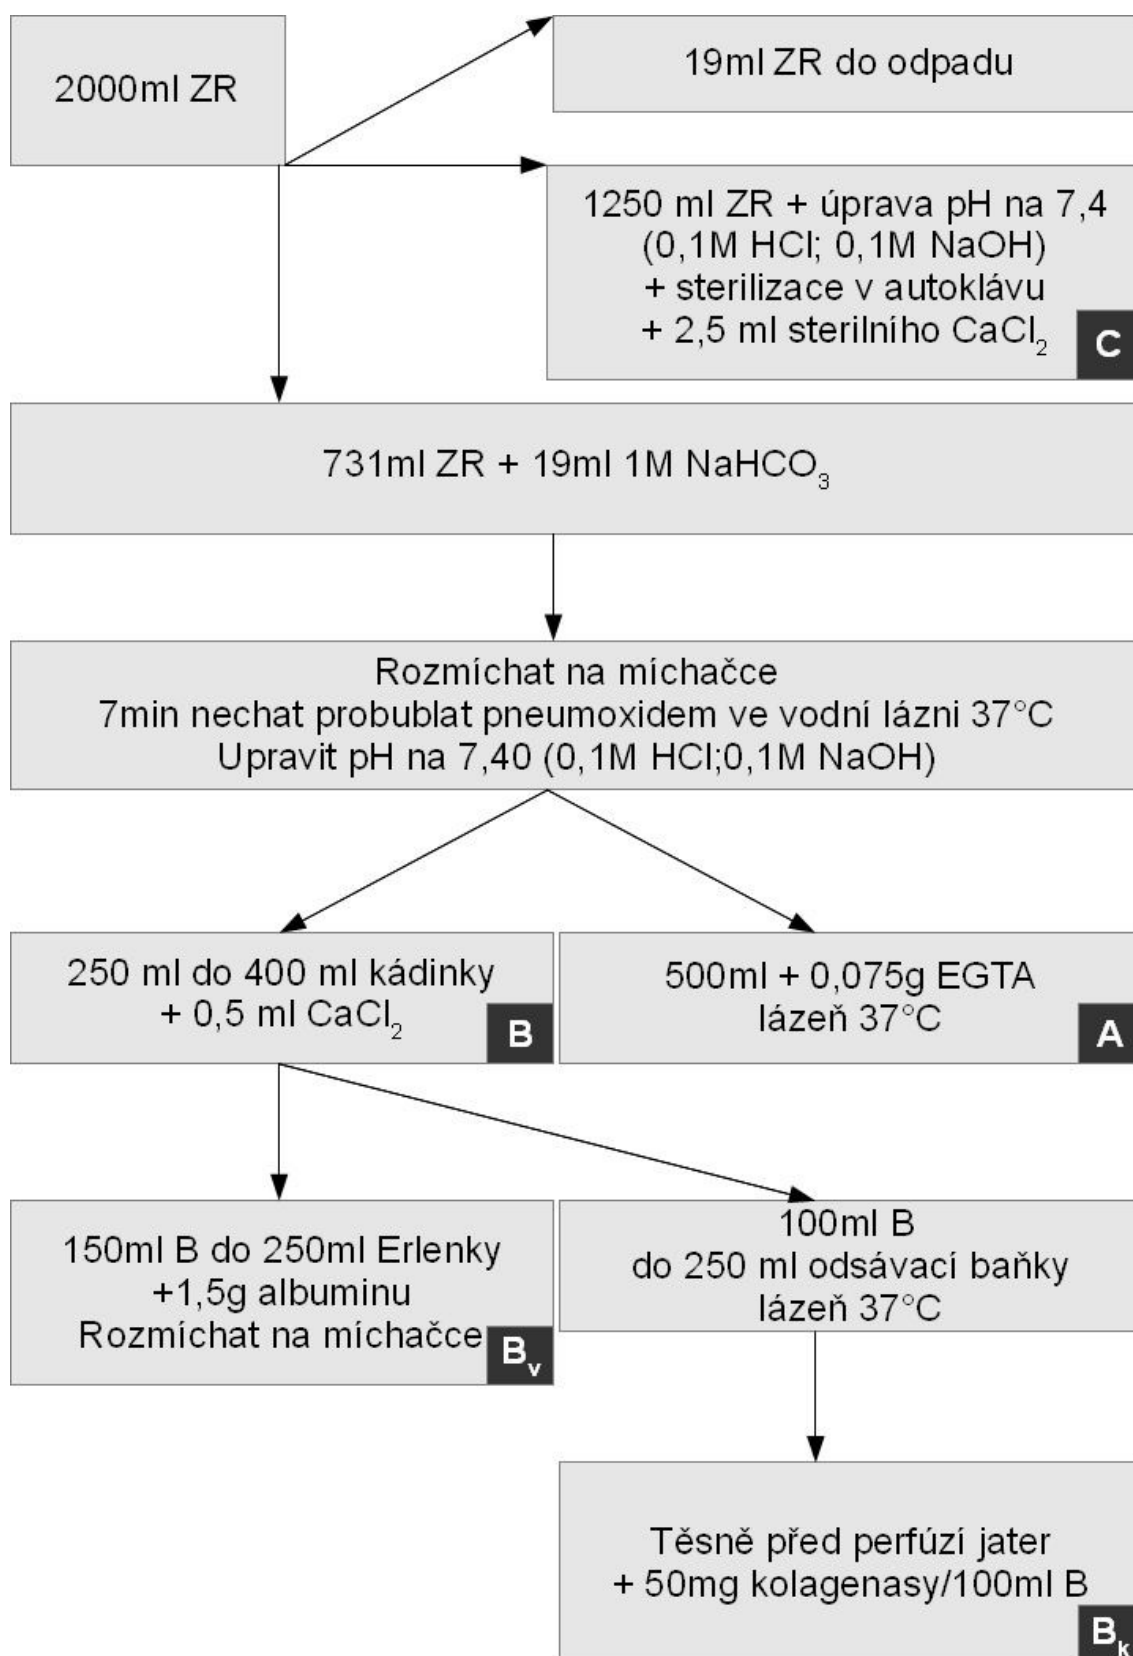 2000ml ZR
19ml ZR do odpadu
1250 ml ZR + úprava pH na 7,4
(0,1M HCl; 0,1M NaOH)
+ sterilizace v autoklávu
+ 2,5 ml sterilního CaCl₂
C
731ml ZR + 19ml 1M NaHCO₃
Rozmíchat na míchačce
7min nechat probublat pneumoxidem ve vodní lázni 37°C
Upravit pH na 7,40 (0,1M HCl;0,1M NaOH)
250 ml do 400 ml kádinky
+ 0,5 ml CaCl₂
B
500ml + 0,075g EGTA
lázeň 37°C
A
150ml B do 250ml Erlenky
+1,5g albuminu
Rozmíchat na míchačce
Bᵥ
100ml B
do 250 ml odsávací baňky
lázeň 37°C
Těsně před perfúzí jater
+ 50mg kolagenasy/100ml B
Bₖ